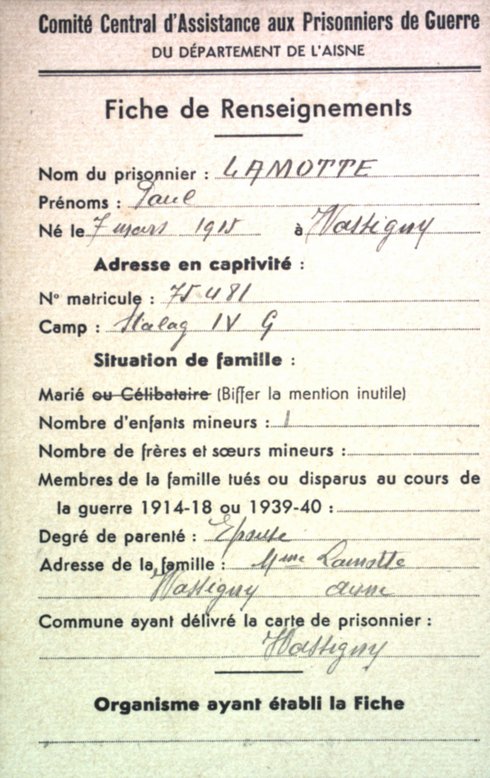 Comité Central d'Assistance aux Prisonniers de Guerre
DU DÉPARTEMENT DE L'AISNE
Fiche de Renseignements
Nom du prisonnier : LAMOTTE
Prénoms : Paul
Né le 7 mars 1915 à Wassigny
Adresse en captivité :
N° matricule : 75 481
Camp : Stalag IV G
Situation de famille :
Marié ou Célibataire (Biffer la mention inutile)
Nombre d'enfants mineurs : 1
Nombre de frères et sœurs mineurs :
Membres de la famille tués ou disparus au cours de
la guerre 1914-18 ou 1939-40 :
Degré de parenté : Epouse
Adresse de la famille : Mme Lamotte
Wassigny Aisne
Commune ayant délivré la carte de prisonnier :
Wassigny
Organisme ayant établi la Fiche